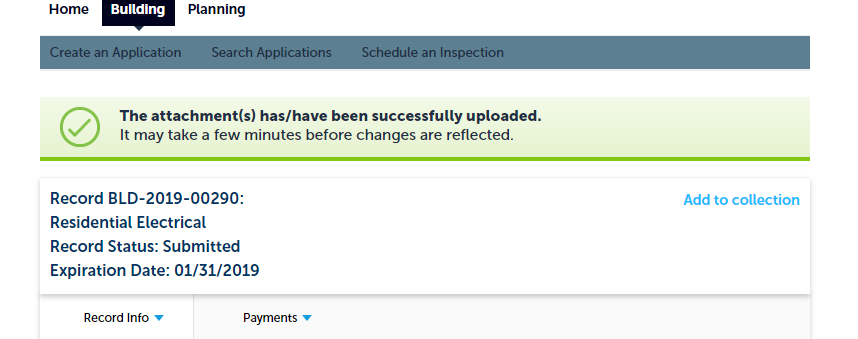 Home Building Planning
Create an Application Search Applications Schedule an Inspection
The attachment(s) has/have been successfully uploaded.
It may take a few minutes before changes are reflected.
Record BLD-2019-00290:
Add to collection
Residential Electrical
Record Status: Submitted
Expiration Date: 01/31/2019
Record Info Payments